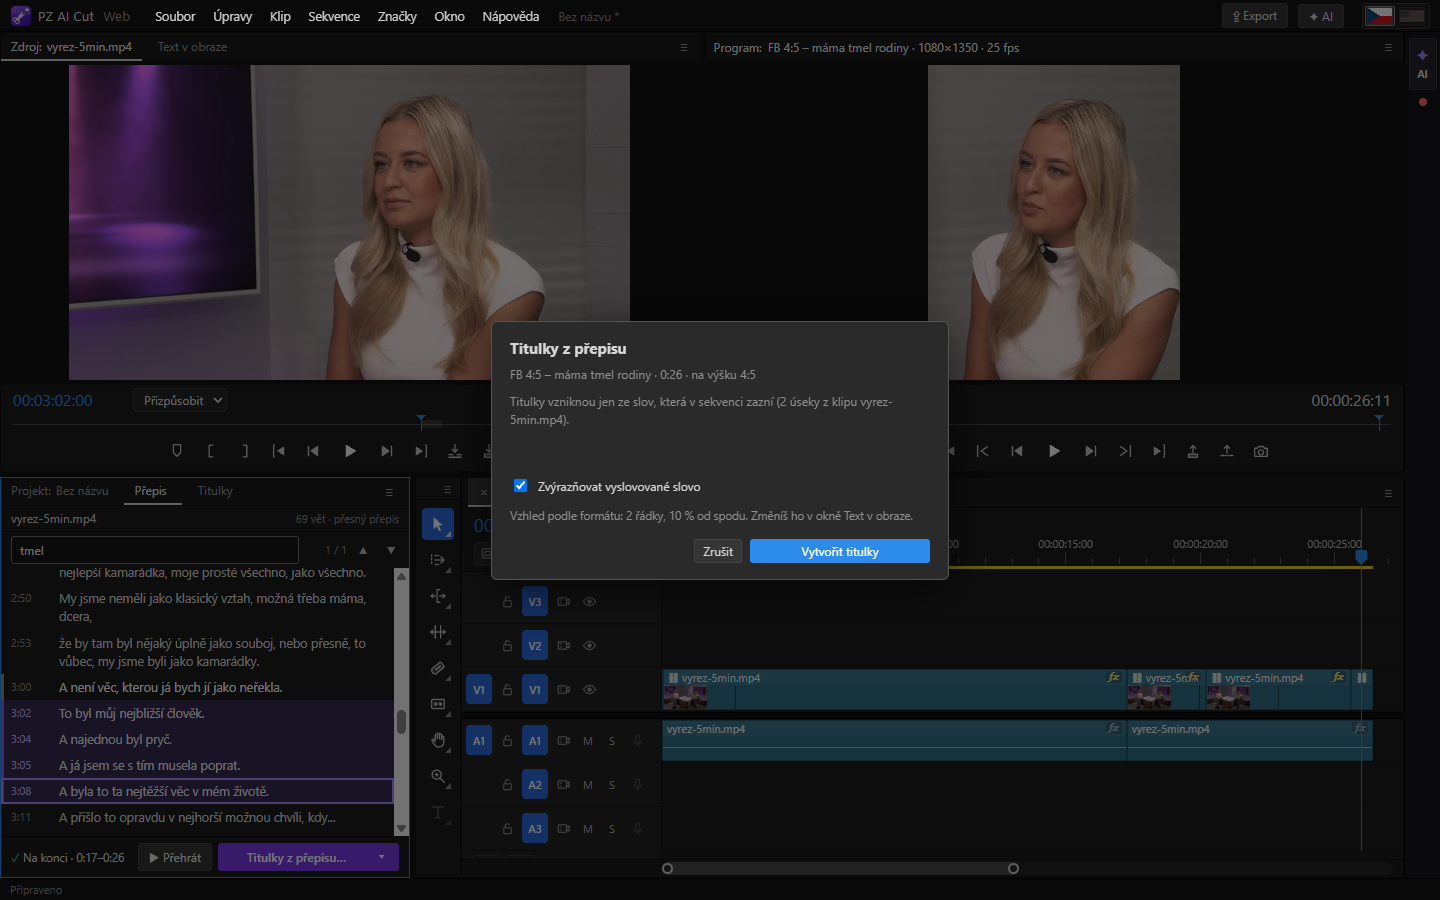 PZ AI Cut Web
Soubor Úpravy Klip Sekvence Značky Okno Nápověda Bez názvu *
Export AI
Zdroj: vyrez-5min.mp4 Text v obraze
Program: FB 4:5 – máma tmel rodiny · 1080×1350 · 25 fps
AI
00:03:02:00 Přizpůsobit
00:00:26:11
Titulky z přepisu
FB 4:5 – máma tmel rodiny · 0:26 · na výšku 4:5
Titulky vzniknou jen ze slov, která v sekvenci zazní (2 úseky z klipu vyrez-
5min.mp4).
Zvýrazňovat vyslovované slovo
Vzhled podle formátu: 2 řádky, 10 % od spodu. Změníš ho v okně Text v obraze.
Zrušit Vytvořit titulky
Projekt: Bez názvu Přepis Titulky
vyrez-5min.mp4 69 vět · přesný přepis
tmel 1 / 1
nejlepší kamarádka, moje prostě všechno, jako všechno.
2:50 My jsme neměli jako klasický vztah, možná třeba máma,
dcera,
2:53 že by tam byl nějaký úplně jako souboj, nebo přesně, to
vůbec, my jsme byli jako kamarádky.
3:00 A není věc, kterou já bych jí jako neřekla.
3:02 To byl můj nejbližší člověk.
3:04 A najednou byl pryč.
3:05 A já jsem se s tím musela poprat.
3:08 A byla to ta nejtěžší věc v mém životě.
3:11 A přišlo to opravdu v nejhorší možnou chvíli, kdy...
✓ Na konci · 0:17–0:26 Přehrát Titulky z přepisu...
Připraveno
00:00:15:00 00:00:20:00 00:00:25:00
V3
V2
V1 V1 vyrez-5min.mp4 fx vyrez-5m fx vyrez-5min.mp4 fx
A1 A1 M S vyrez-5min.mp4 fx vyrez-5min.mp4 fx
A2 M S
A3 M S